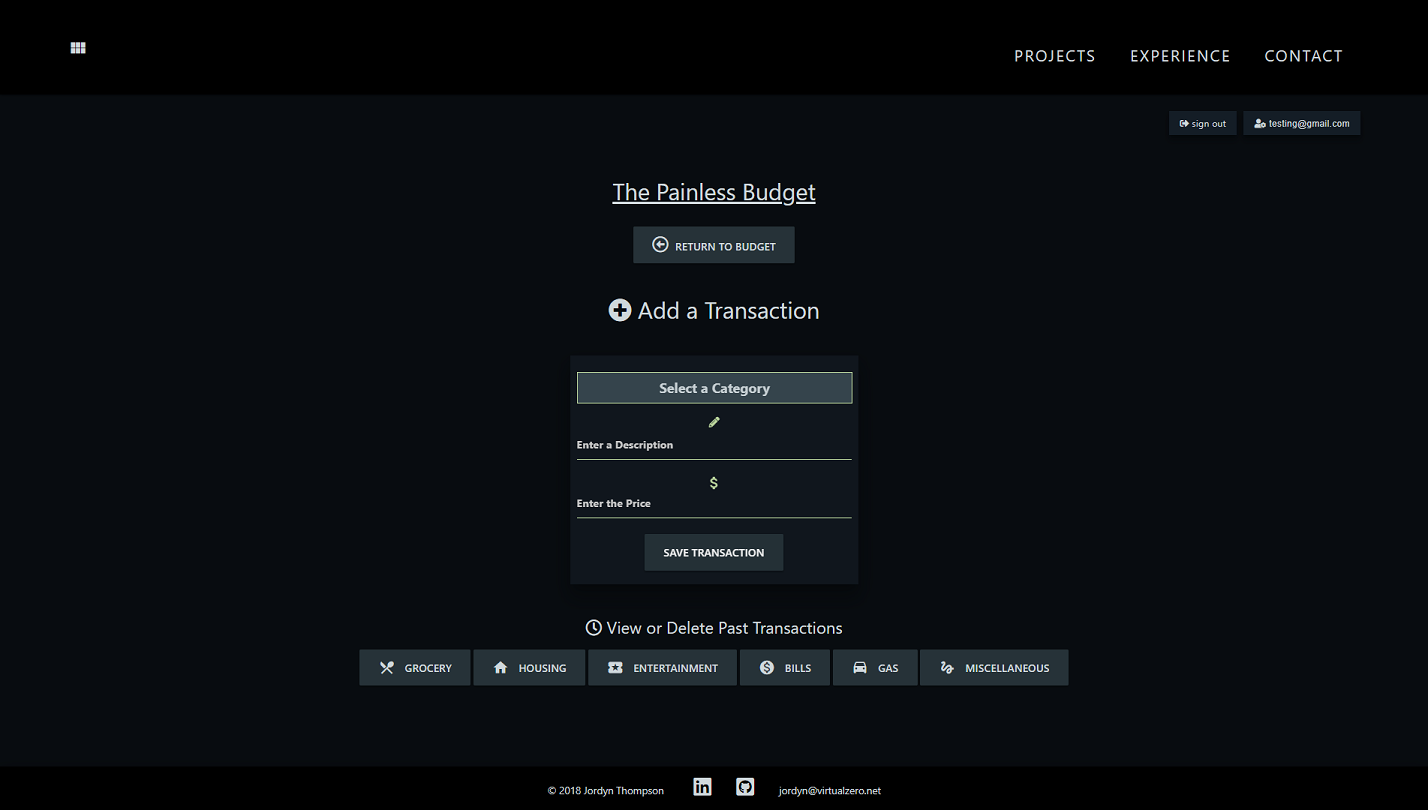 PROJECTS EXPERIENCE CONTACT
sign out testing@gmail.com
The Painless Budget
RETURN TO BUDGET
Add a Transaction
Select a Category
Enter a Description
$
Enter the Price
SAVE TRANSACTION
View or Delete Past Transactions
GROCERY HOUSING ENTERTAINMENT BILLS GAS MISCELLANEOUS
© 2018 Jordyn Thompson in jordyn@virtualzero.net